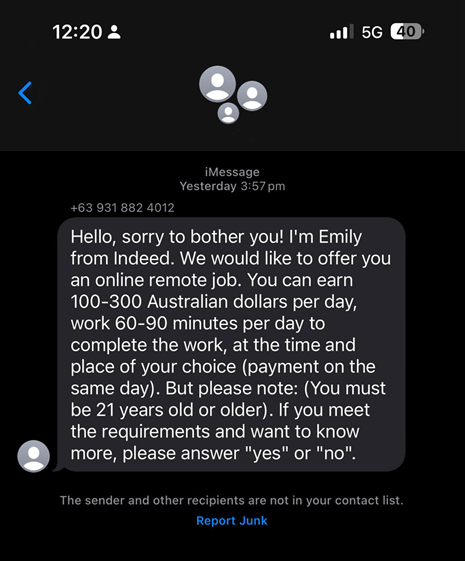 12:20
5G
40
iMessage
Yesterday 3:57 pm
+63 931 882 4012
Hello, sorry to bother you! I'm Emily
from Indeed. We would like to offer you
an online remote job. You can earn
100-300 Australian dollars per day,
work 60-90 minutes per day to
complete the work, at the time and
place of your choice (payment on the
same day). But please note: (You must
be 21 years old or older). If you meet
the requirements and want to know
more, please answer "yes" or "no".
The sender and other recipients are not in your contact list.
Report Junk